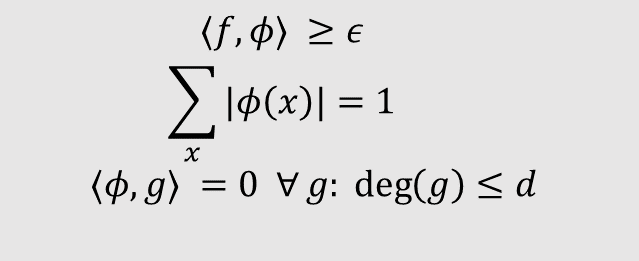 ⟨f, ϕ⟩ ≥ ϵ
∑ₓ |ϕ(x)| = 1
⟨ϕ, g⟩ = 0 ∀ g: deg(g) ≤ d